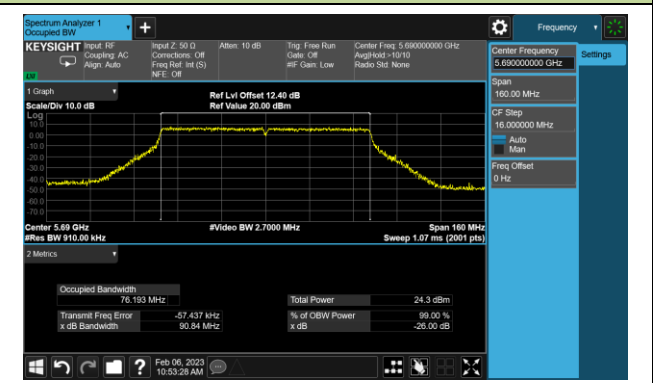 Spectrum Analyzer 1
Occupied BW
+
Frequency
KEYSIGHT
Input: RF
Coupling: AC
Align: Auto
Input Z: 50 Ω
Corrections: Off
Freq Ref: Int (S)
NFE: Off
Atten: 10 dB
Trig: Free Run
Gate: Off
#IF Gain: Low
Center Freq: 5.690000000 GHz
Avg|Hold:>10/10
Radio Std: None
Center Frequency
5.690000000 GHz
Settings
Span
160.00 MHz
CF Step
16.000000 MHz
Auto
Man
Freq Offset
0 Hz
1 Graph
Scale/Div 10.0 dB
Ref Lvl Offset 12.40 dB
Ref Value 20.00 dBm
Log
10.0
0.00
-10.0
-20.0
-30.0
-40.0
-50.0
-60.0
-70.0
Center 5.69 GHz
#Res BW 910.00 kHz
#Video BW 2.7000 MHz
Span 160 MHz
Sweep 1.07 ms (2001 pts)
2 Metrics
Occupied Bandwidth
76.193 MHz
Total Power 24.3 dBm
Transmit Freq Error -57.437 kHz
% of OBW Power 99.00 %
x dB Bandwidth 90.84 MHz
x dB -26.00 dB
?
Feb 06, 2023
10:53:28 AM